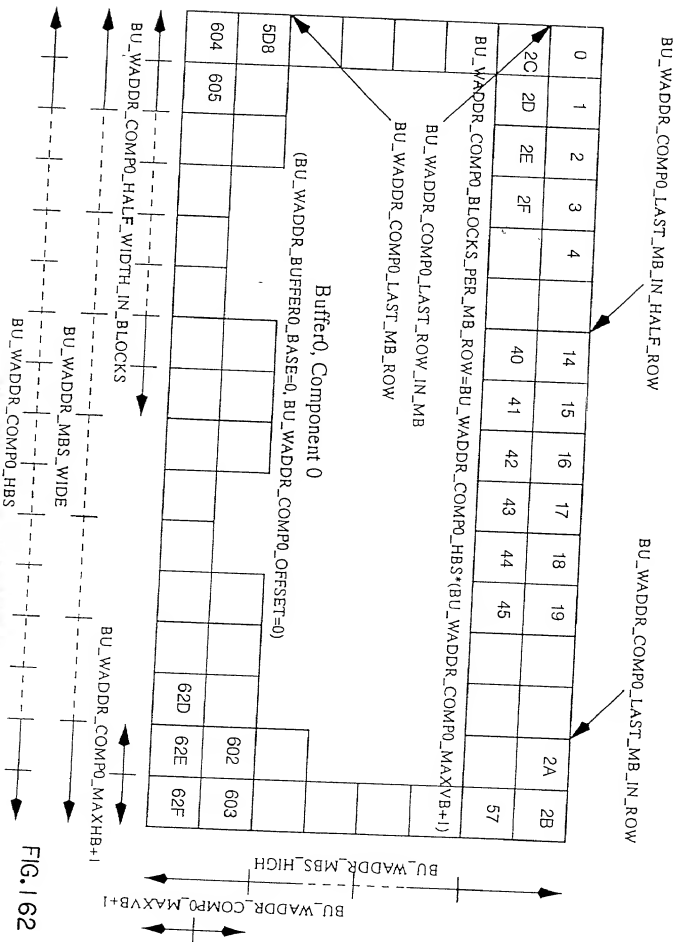 BU_WADDR_COMP0_LAST_MB_IN_HALF_ROW
BU_WADDR_COMP0_LAST_MB_IN_ROW
0 1 2 3 4 14 15 16 17 18 19 2A 2B
2C 2D 2E 2F 40 41 42 43 44 45 57
BU_WADDR_COMP0_BLOCKS_PER_MB_ROW=BU_WADDR_COMP0_HBS*(BU_WADDR_COMP0_MAXVB+1)
BU_WADDR_COMP0_LAST_ROW_IN_MB
BU_WADDR_COMP0_LAST_MB_ROW
Buffer0, Component 0
(BU_WADDR_BUFFER0_BASE=0, BU_WADDR_COMP0_OFFSET=0)
5D8 602 603
604 605 62D 62E 62F
BU_WADDR_MBS_HIGH
BU_WADDR_COMP0_MAXVB+1
BU_WADDR_COMP0_HALF_WIDTH_IN_BLOCKS
BU_WADDR_COMP0_MAXHB+1
BU_WADDR_MBS_WIDE
BU_WADDR_COMP0_HBS
FIG.162